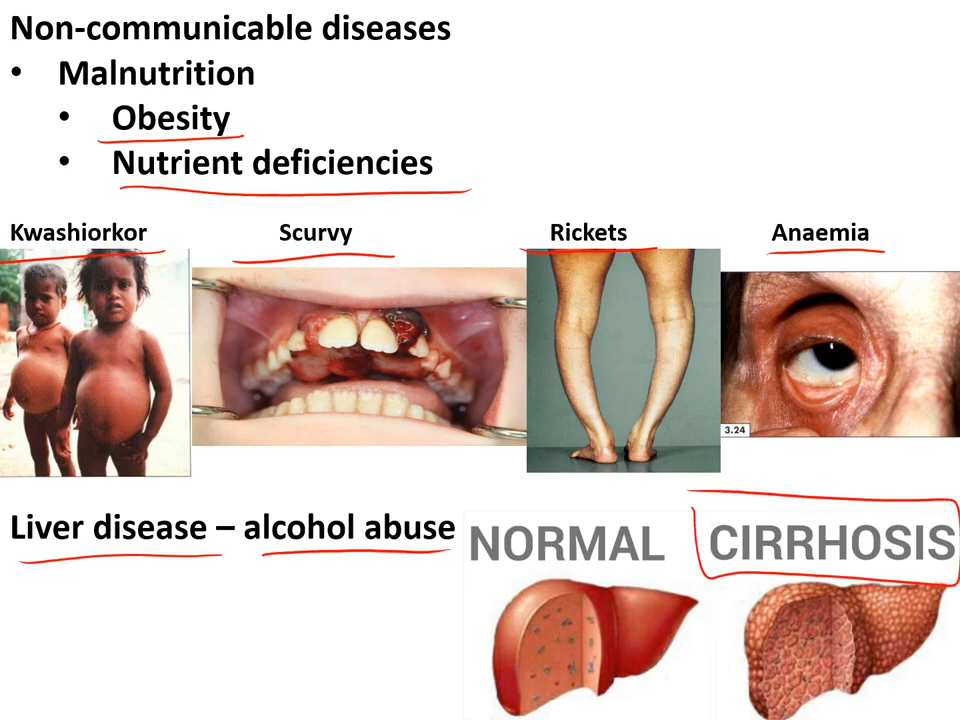 Non-communicable diseases
• Malnutrition
• Obesity
• Nutrient deficiencies
Kwashiorkor Scurvy Rickets Anaemia
3.24
Liver disease – alcohol abuse
NORMAL CIRRHOSIS